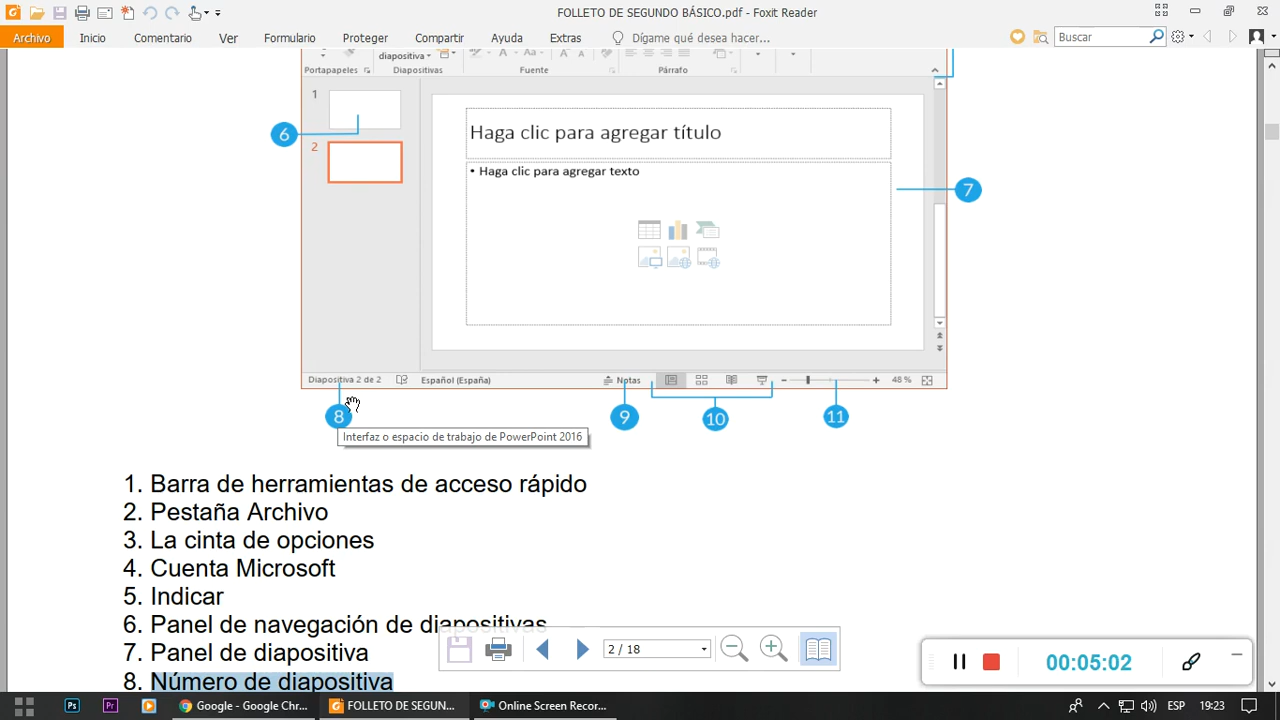 FOLLETO DE SEGUNDO BÁSICO.pdf - Foxit Reader
Archivo Inicio Comentario Ver Formulario Proteger Compartir Ayuda Extras Dígame qué desea hacer... Buscar
diapositiva
Portapapeles Diapositivas Fuente Párrafo
1
6
Haga clic para agregar título
2
• Haga clic para agregar texto
7
Diapositiva 2 de 2 Español (España) Notas 48 %
8 9 10 11
Interfaz o espacio de trabajo de PowerPoint 2016
1. Barra de herramientas de acceso rápido
2. Pestaña Archivo
3. La cinta de opciones
4. Cuenta Microsoft
5. Indicar
6. Panel de navegación de diapositivas
7. Panel de diapositiva
2 / 18
00:05:02
8. Número de diapositiva
Ps Pr Google - Google Chr... FOLLETO DE SEGUN... Online Screen Recor... ESP 19:23